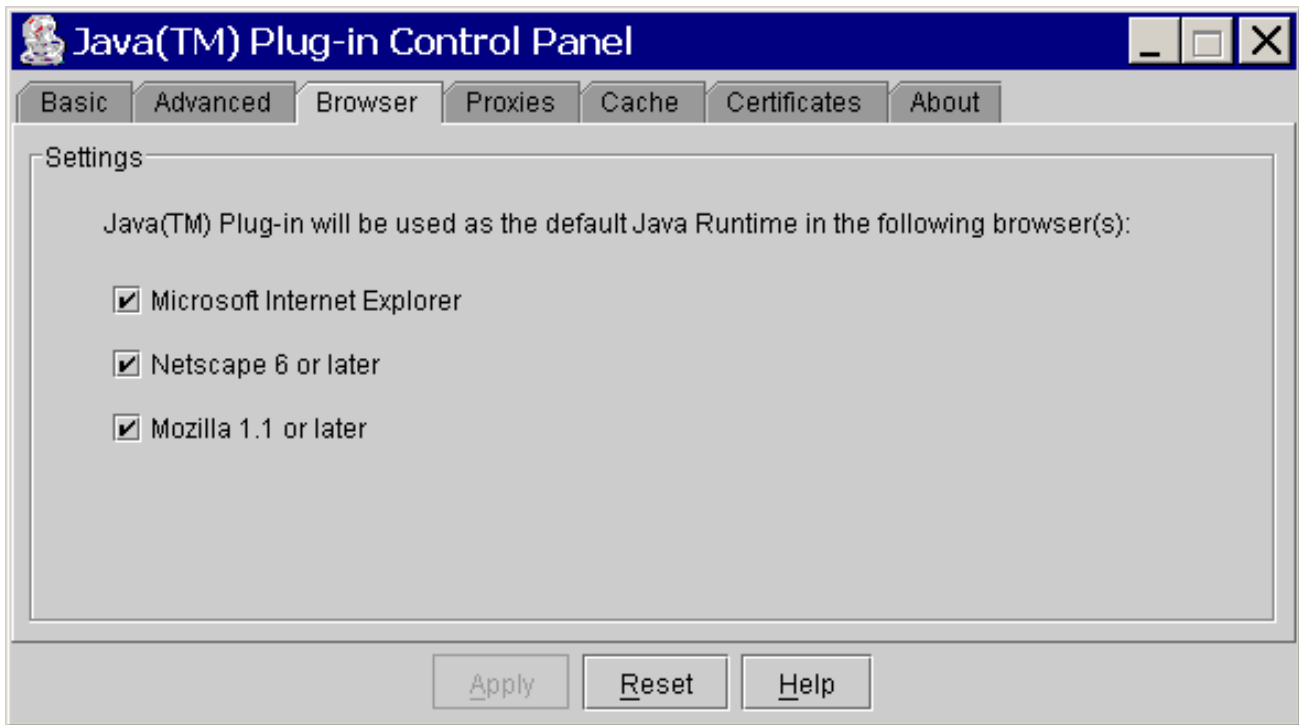 Java(TM) Plug-in Control Panel
Basic Advanced Browser Proxies Cache Certificates About
Settings
Java(TM) Plug-in will be used as the default Java Runtime in the following browser(s):
Microsoft Internet Explorer
Netscape 6 or later
Mozilla 1.1 or later
Apply Reset Help